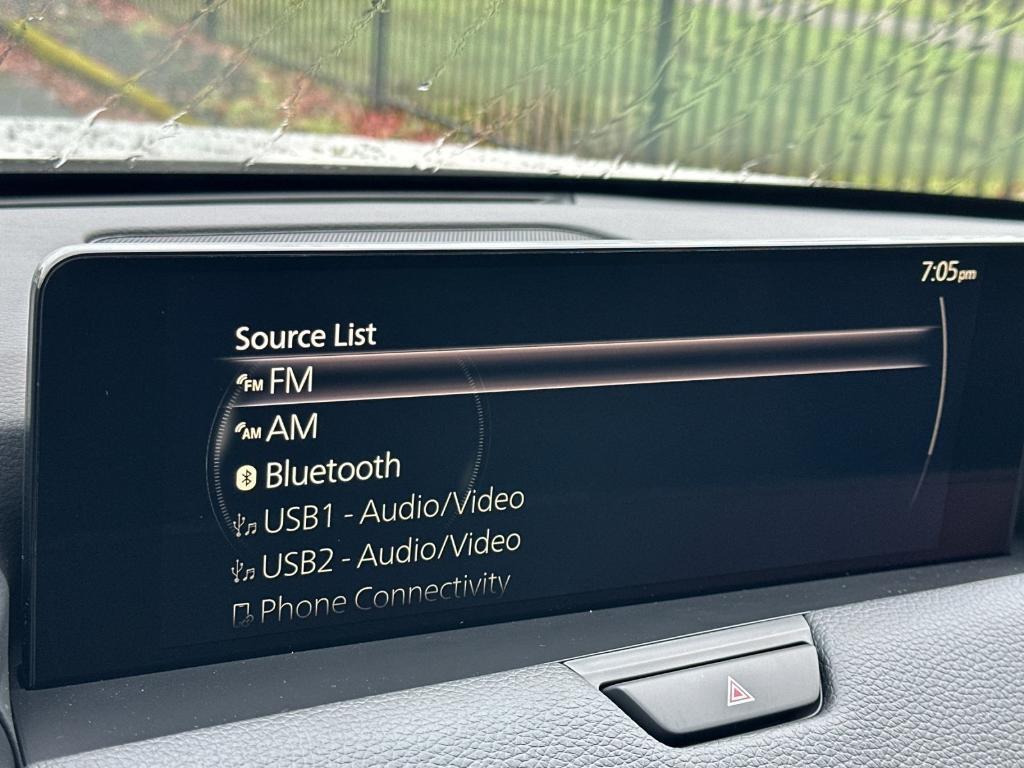 7:05pm
Source List
FM FM
AM AM
Bluetooth
USB1 - Audio/Video
USB2 - Audio/Video
Phone Connectivity